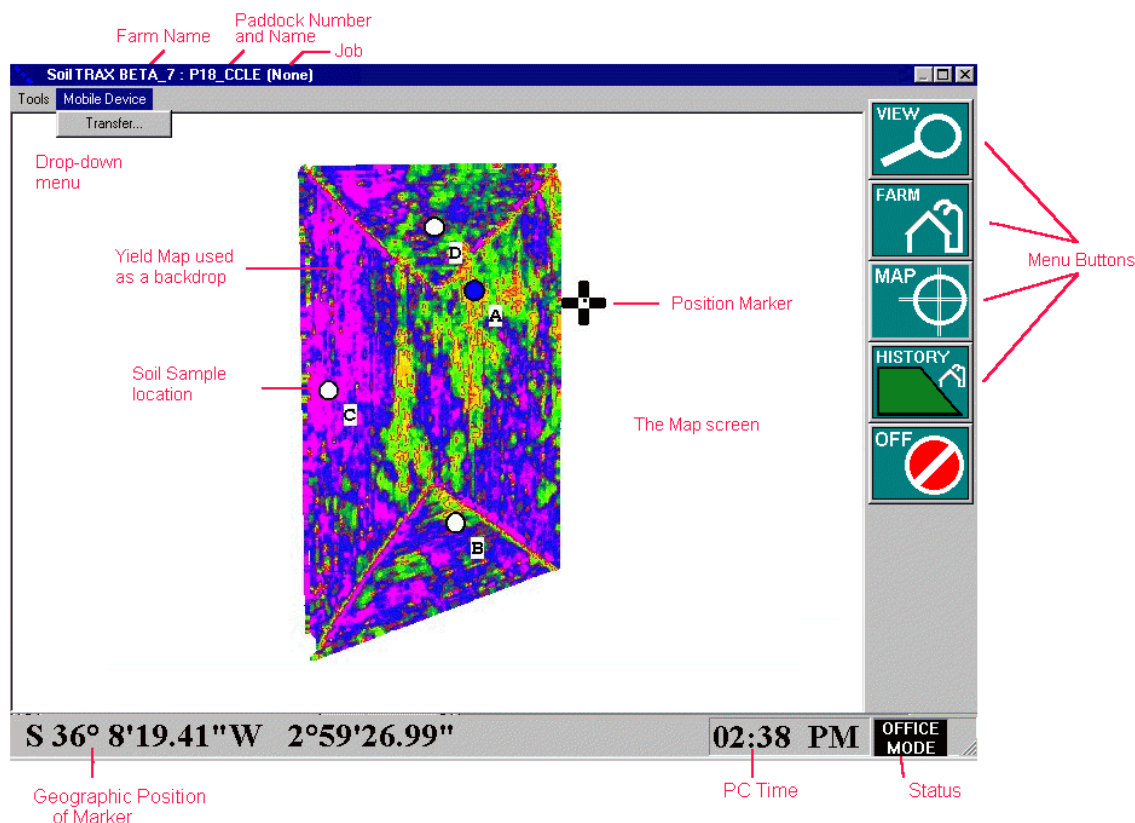 Farm Name
Paddock Number
and Name
Job
SoilTRAX BETA_7 : P18_CCLE (None)
Tools Mobile Device
Transfer...
Drop-down
menu
VIEW
FARM
MAP
HISTORY
OFF
Menu Buttons
Yield Map used
as a backdrop
D
A
Position Marker
Soil Sample
location
C
The Map screen
B
S 36° 8'19.41"W 2°59'26.99"
02:38 PM
OFFICE
MODE
Geographic Position
of Marker
PC Time
Status